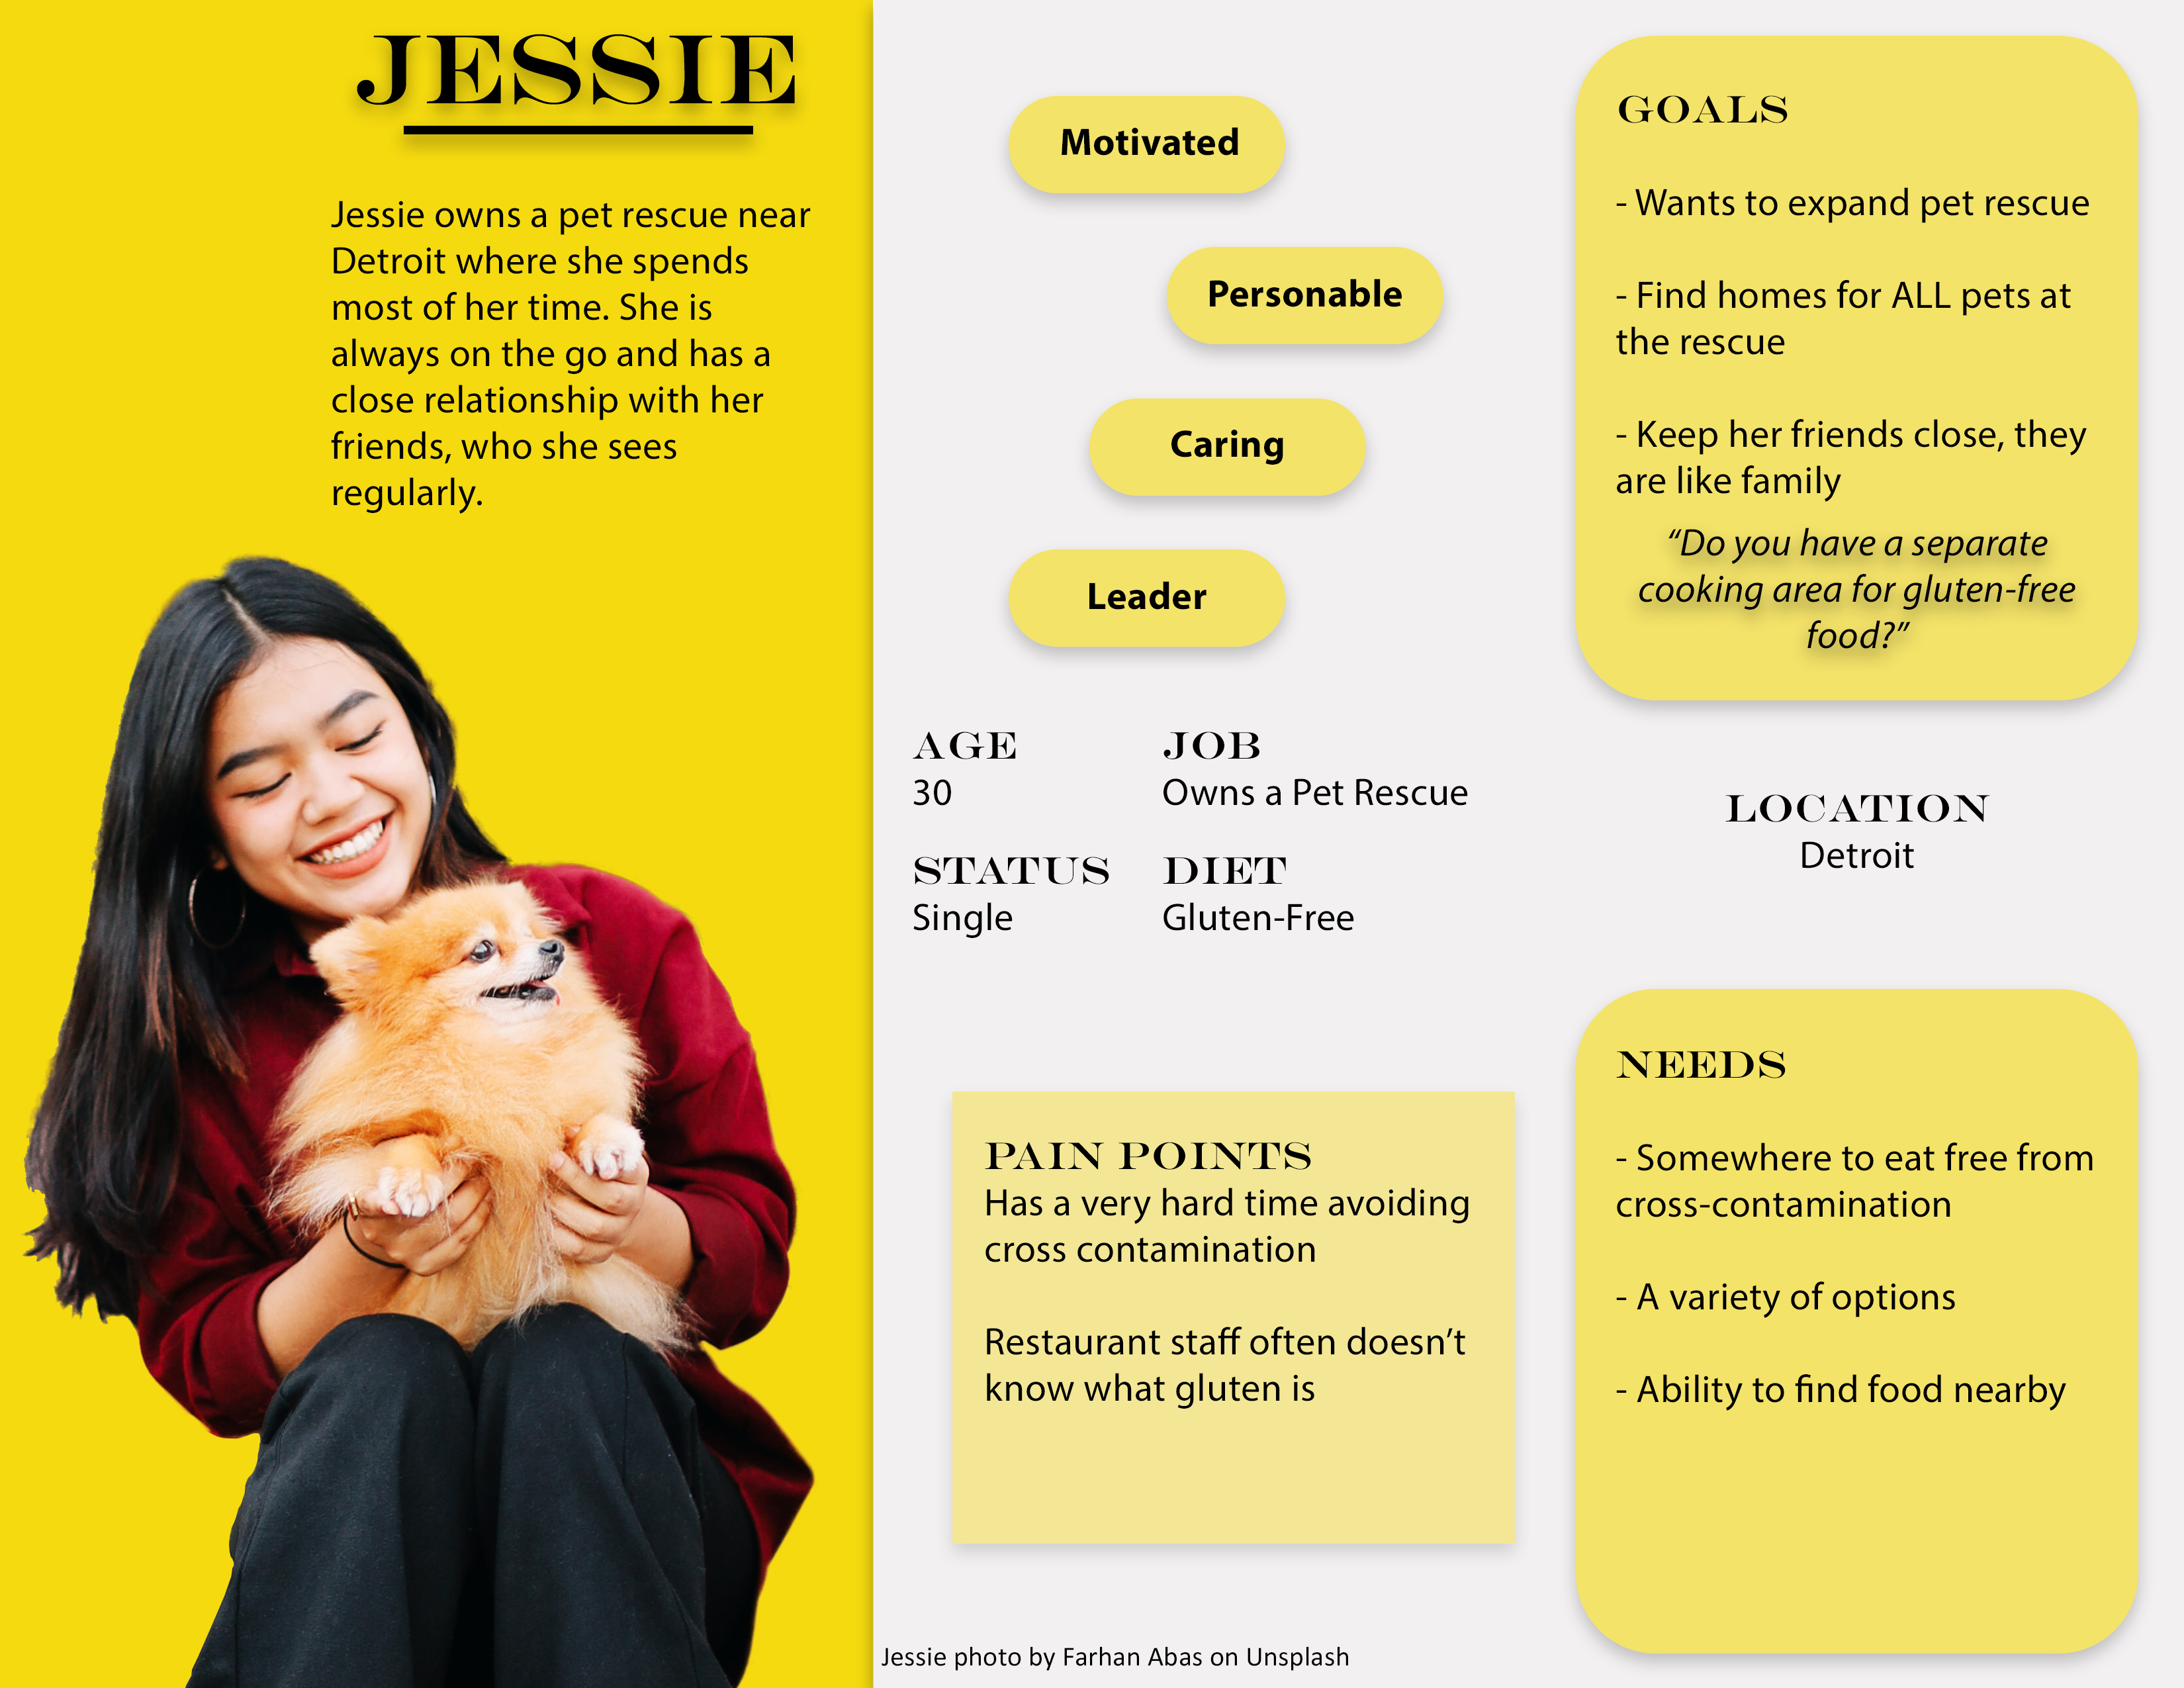 JESSIE
Jessie owns a pet rescue near
Detroit where she spends
most of her time. She is
always on the go and has a
close relationship with her
friends, who she sees
regularly.
Motivated
Personable
Caring
Leader
AGE
30
JOB
Owns a Pet Rescue
STATUS
Single
DIET
Gluten-Free
PAIN POINTS
Has a very hard time avoiding
cross contamination
Restaurant staff often doesn’t
know what gluten is
Jessie photo by Farhan Abas on Unsplash
GOALS
- Wants to expand pet rescue
- Find homes for ALL pets at
the rescue
- Keep her friends close, they
are like family
“Do you have a separate
cooking area for gluten-free
food?”
LOCATION
Detroit
NEEDS
- Somewhere to eat free from
cross-contamination
- A variety of options
- Ability to find food nearby